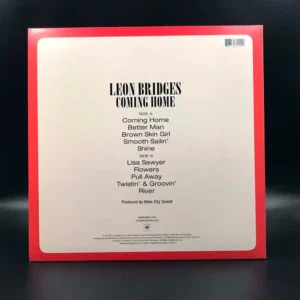 LEON BRIDGES
COMING HOME
SIDE A
Coming Home
Better Man
Brown Skin Girl
Smooth Sailin'
Shine
SIDE B
Lisa Sawyer
Flowers
Pull Away
Twistin' & Groovin'
River
Produced by Niles City Sound